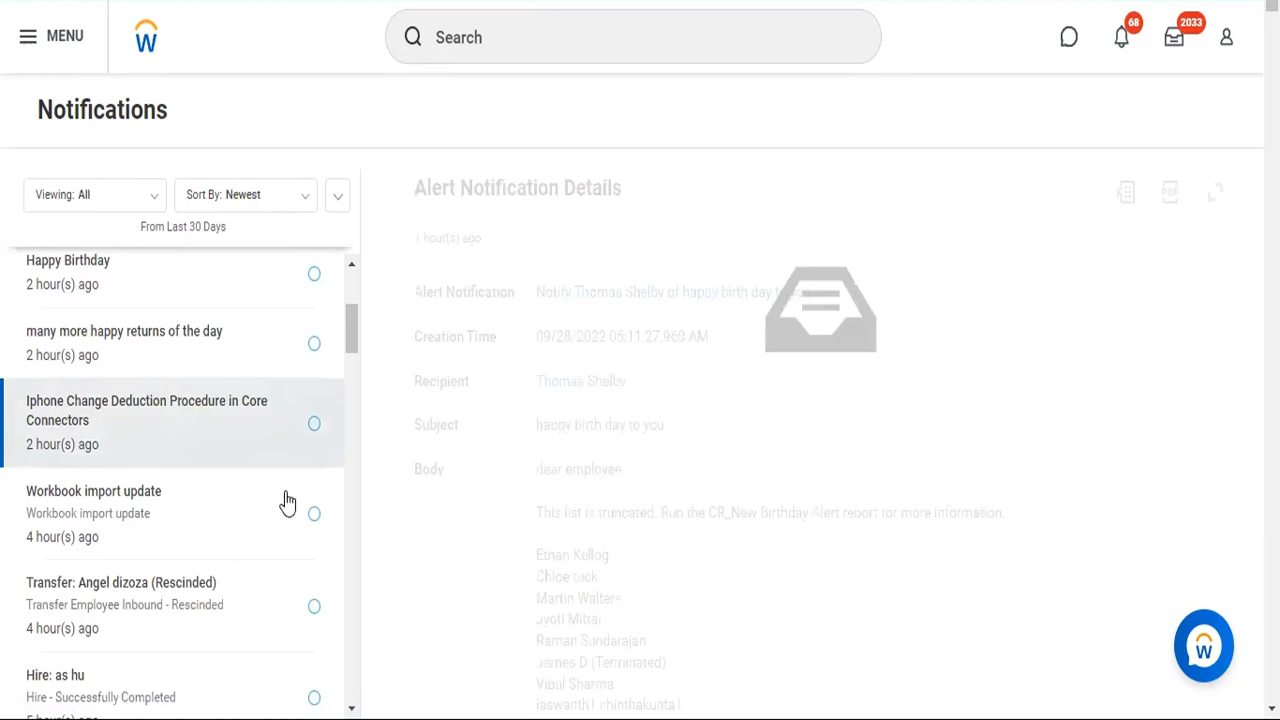 MENU
W
Search
68
2033
Notifications
Viewing: All
Sort By: Newest
From Last 30 Days
Happy Birthday
2 hour(s) ago
many more happy returns of the day
2 hour(s) ago
Iphone Change Deduction Procedure in Core
Connectors
2 hour(s) ago
Workbook import update
Workbook import update
4 hour(s) ago
Transfer: Angel dizoza (Rescinded)
Transfer Employee Inbound - Rescinded
4 hour(s) ago
Hire: as hu
Hire - Successfully Completed
5 hour(s) ago
Alert Notification Details
PDF
1 hour(s) ago
Alert Notification Notify Thomas Shelby of happy birth day t
Creation Time 09/28/2022 05:11:27.960 AM
Recipient Thomas Shelby
Subject happy birth day to you
Body dear employee
This list is truncated. Run the CR_New Birthday Alert report for more information.
Ethan Kellog
Chloe tuck
Martin Walters
Jyoti Mittal
Raman Sundarajan
James D (Terminated)
Vipul Sharma
jaswanth1 chinthakunta1
W